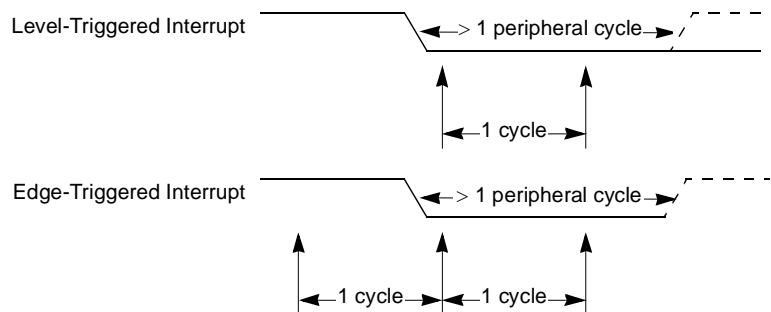 Level-Triggered Interrupt
> 1 peripheral cycle
1 cycle
Edge-Triggered Interrupt
> 1 peripheral cycle
1 cycle
1 cycle